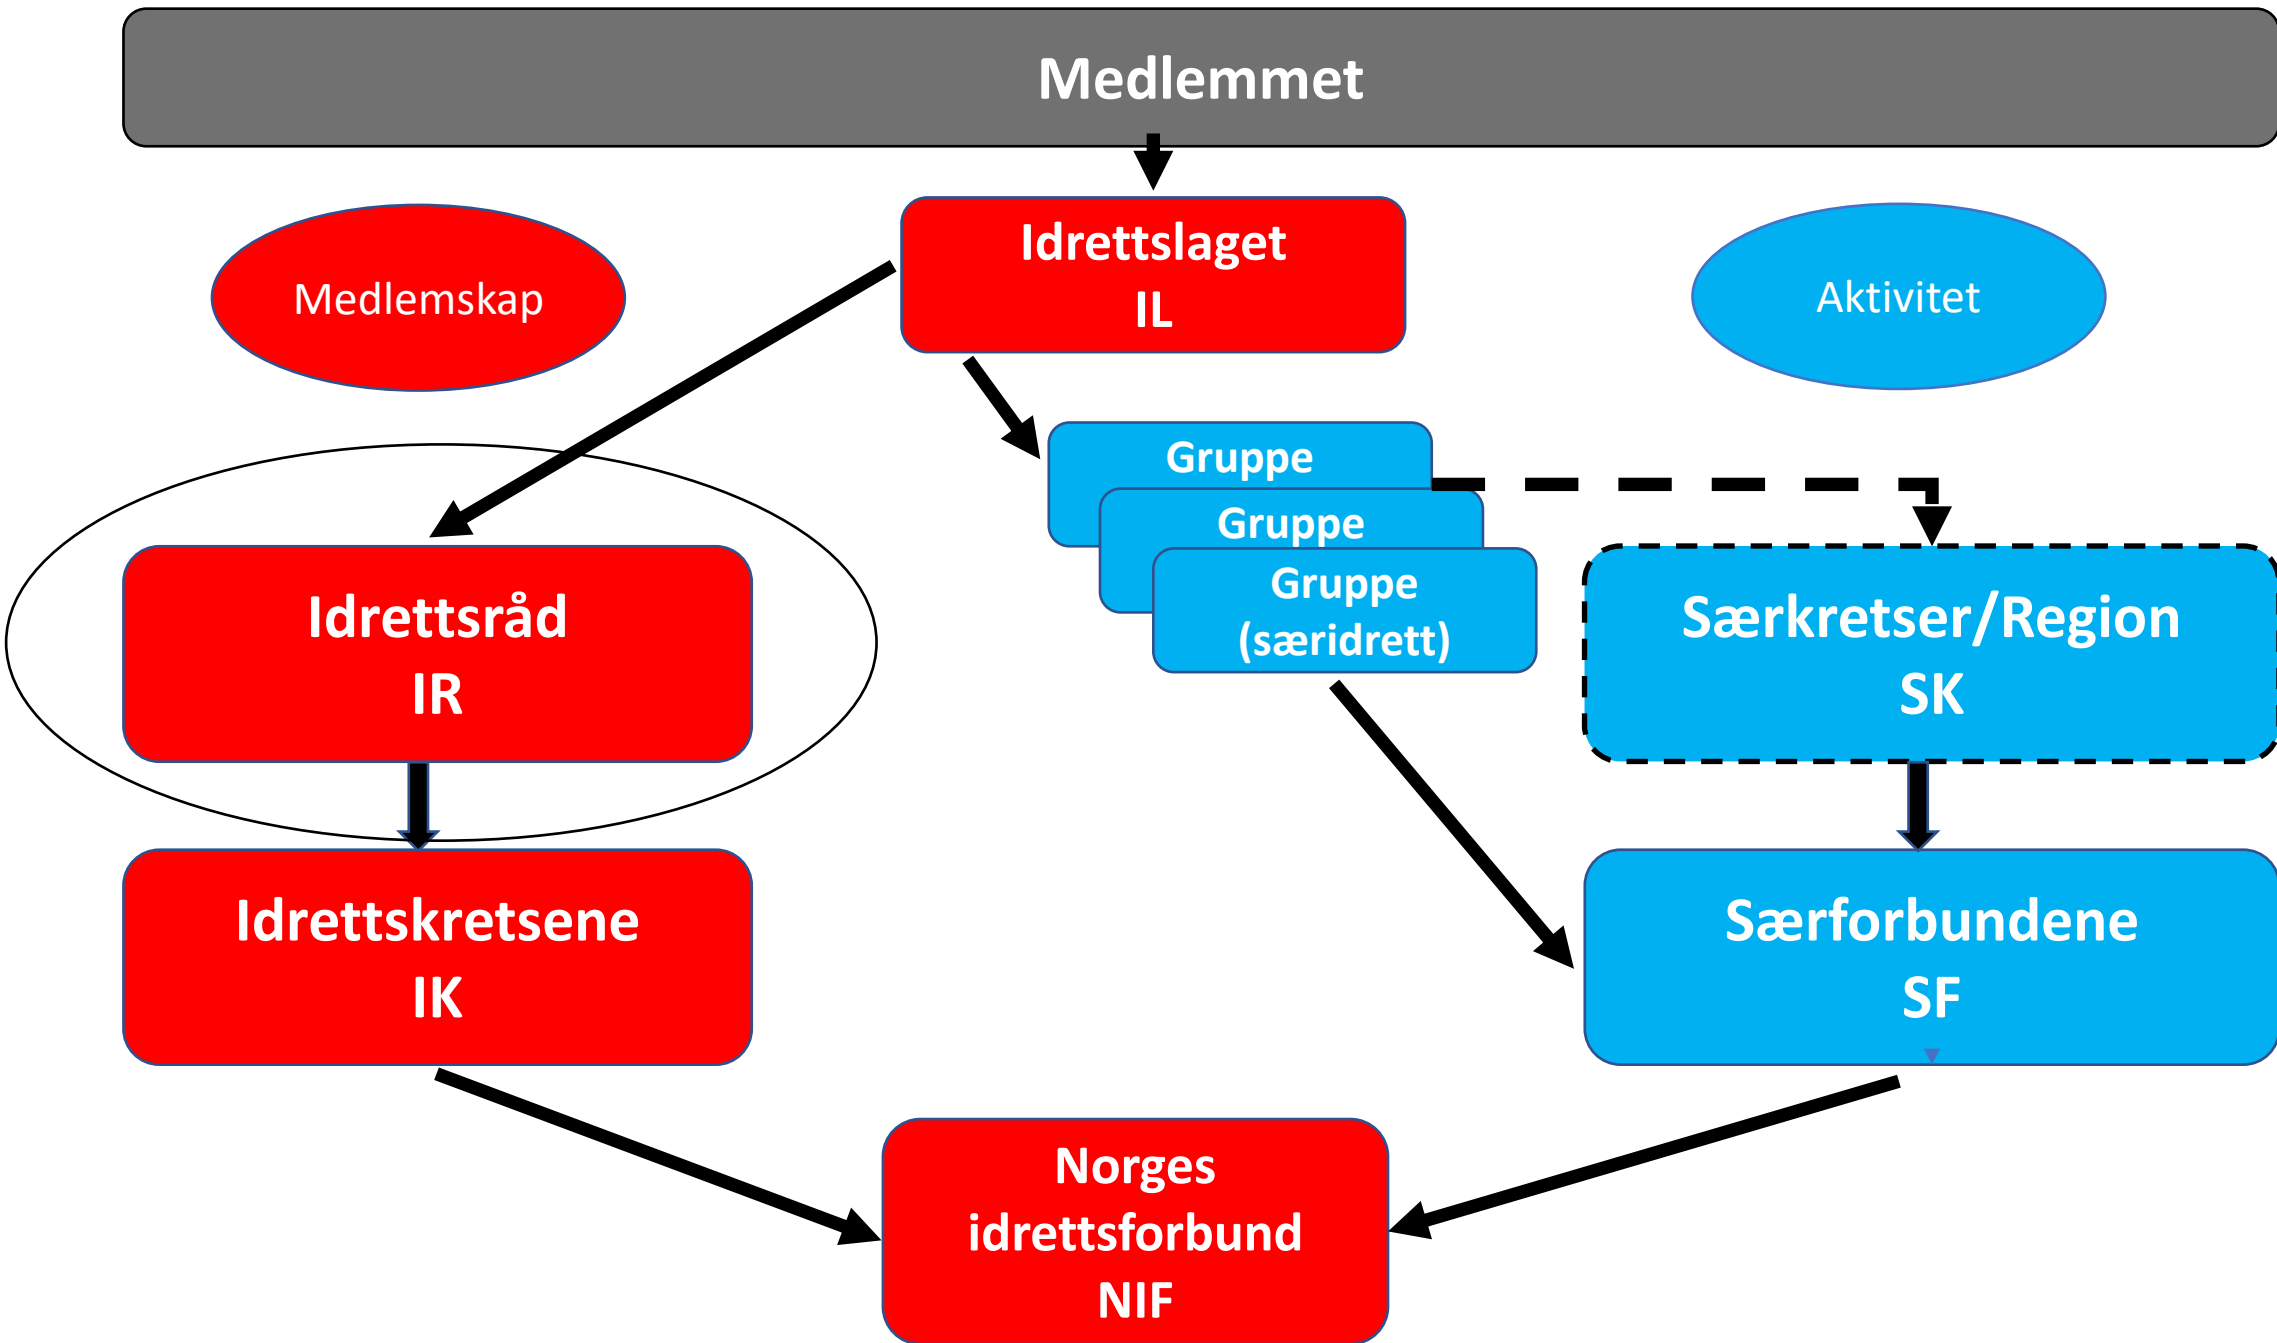 Medlemmet
Idrettslaget
IL
Medlemskap
Aktivitet
Gruppe
Gruppe
Gruppe
(særidrett)
Idrettsråd
IR
Særkretser/Region
SK
Idrettskretsene
IK
Særforbundene
SF
Norges
idrettsforbund
NIF